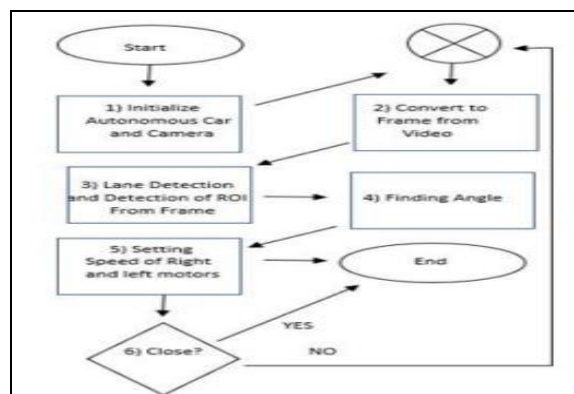 Start
1) Initialize
Autonomous Car
and Camera
2) Convert to
Frame from
Video
3) Lane Detection
and Detection of ROI
From Frame
4) Finding Angle
5) Setting
Speed of Right
and left motors
End
6) Close?
YES
NO